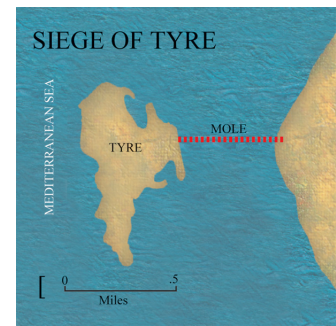 SIEGE OF TYRE
MEDITERRANEAN SEA
MOLE
TYRE
0 .5
Miles